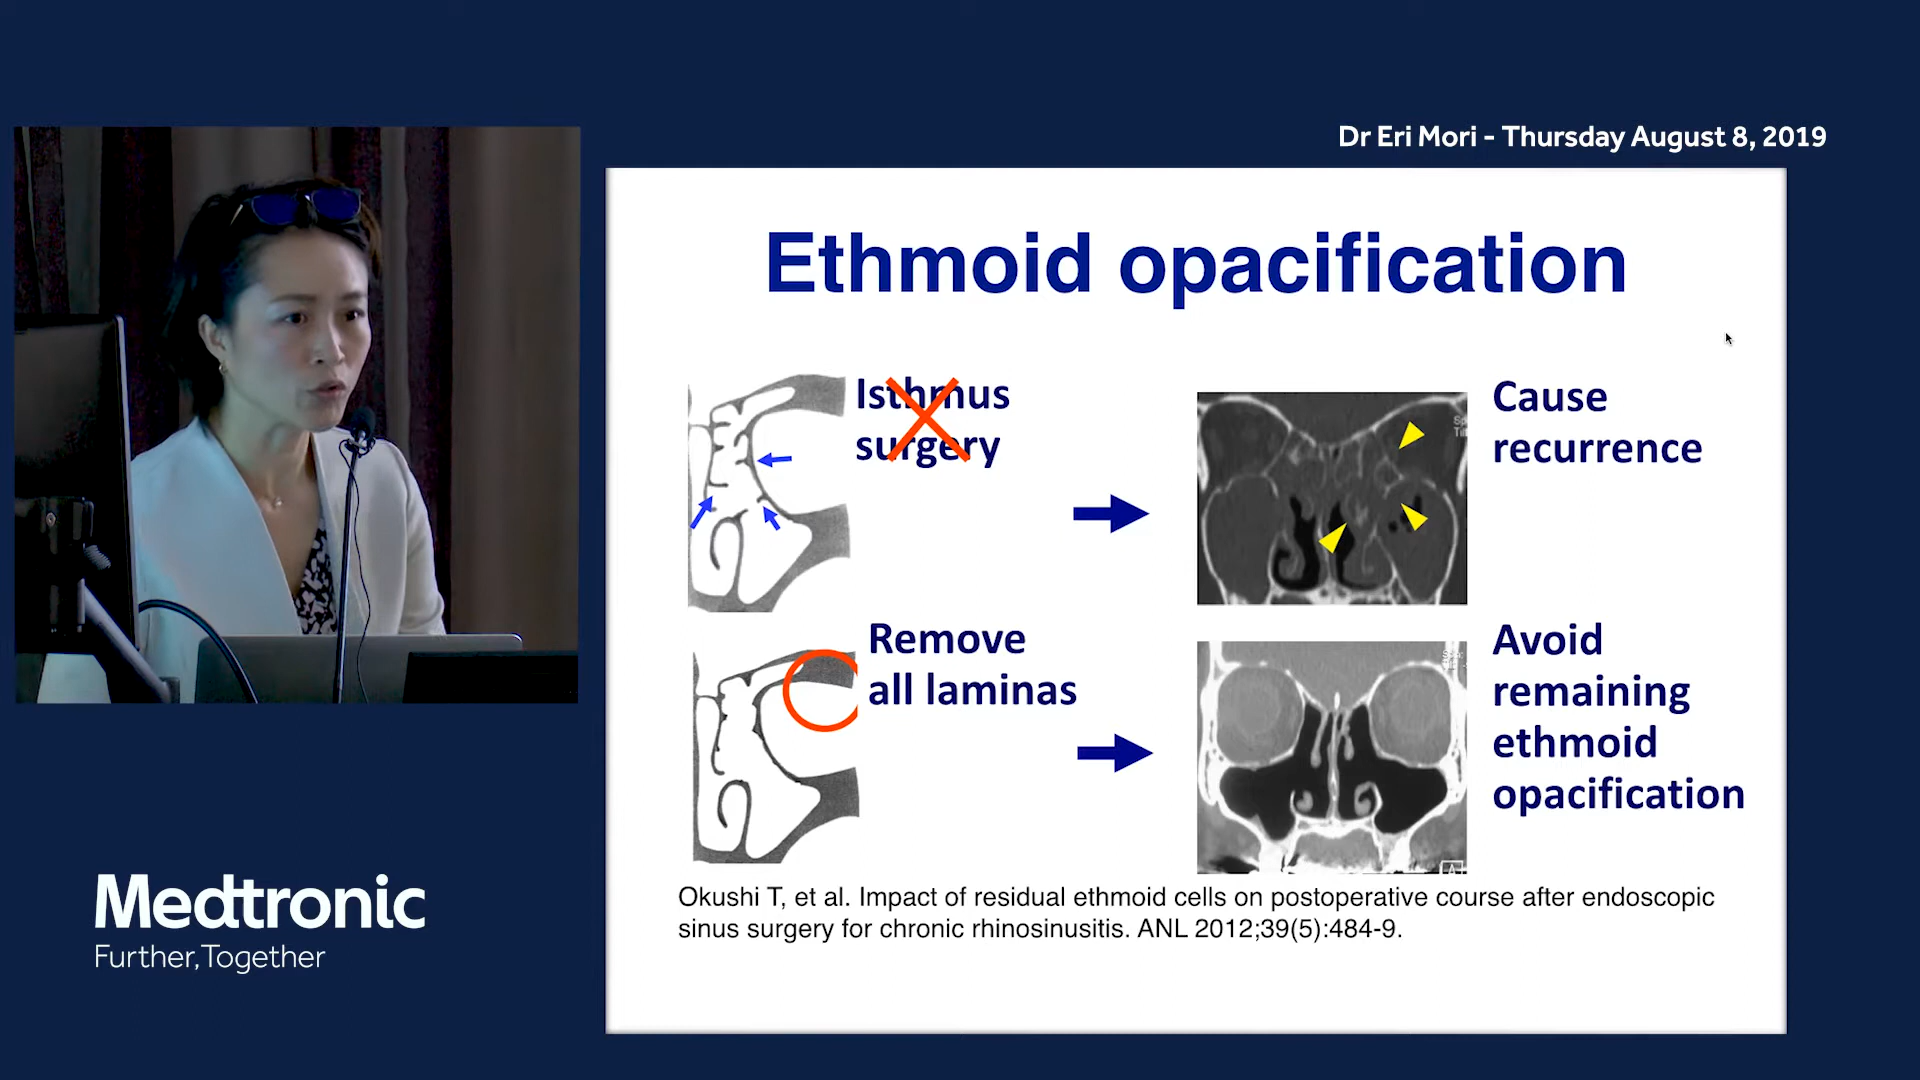 Dr Eri Mori - Thursday August 8, 2019
Ethmoid opacification
Isthmus
surgery
Cause
recurrence
Remove
all laminas
Avoid
remaining
ethmoid
opacification
Okushi T, et al. Impact of residual ethmoid cells on postoperative course after endoscopic
sinus surgery for chronic rhinosinusitis. ANL 2012;39(5):484-9.
Medtronic
Further, Together